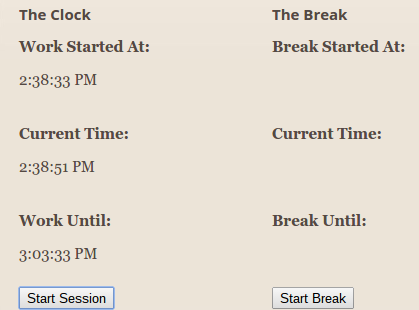 The Clock
The Break
Work Started At:
Break Started At:
2:38:33 PM
Current Time:
Current Time:
2:38:51 PM
Work Until:
Break Until:
3:03:33 PM
Start Session
Start Break